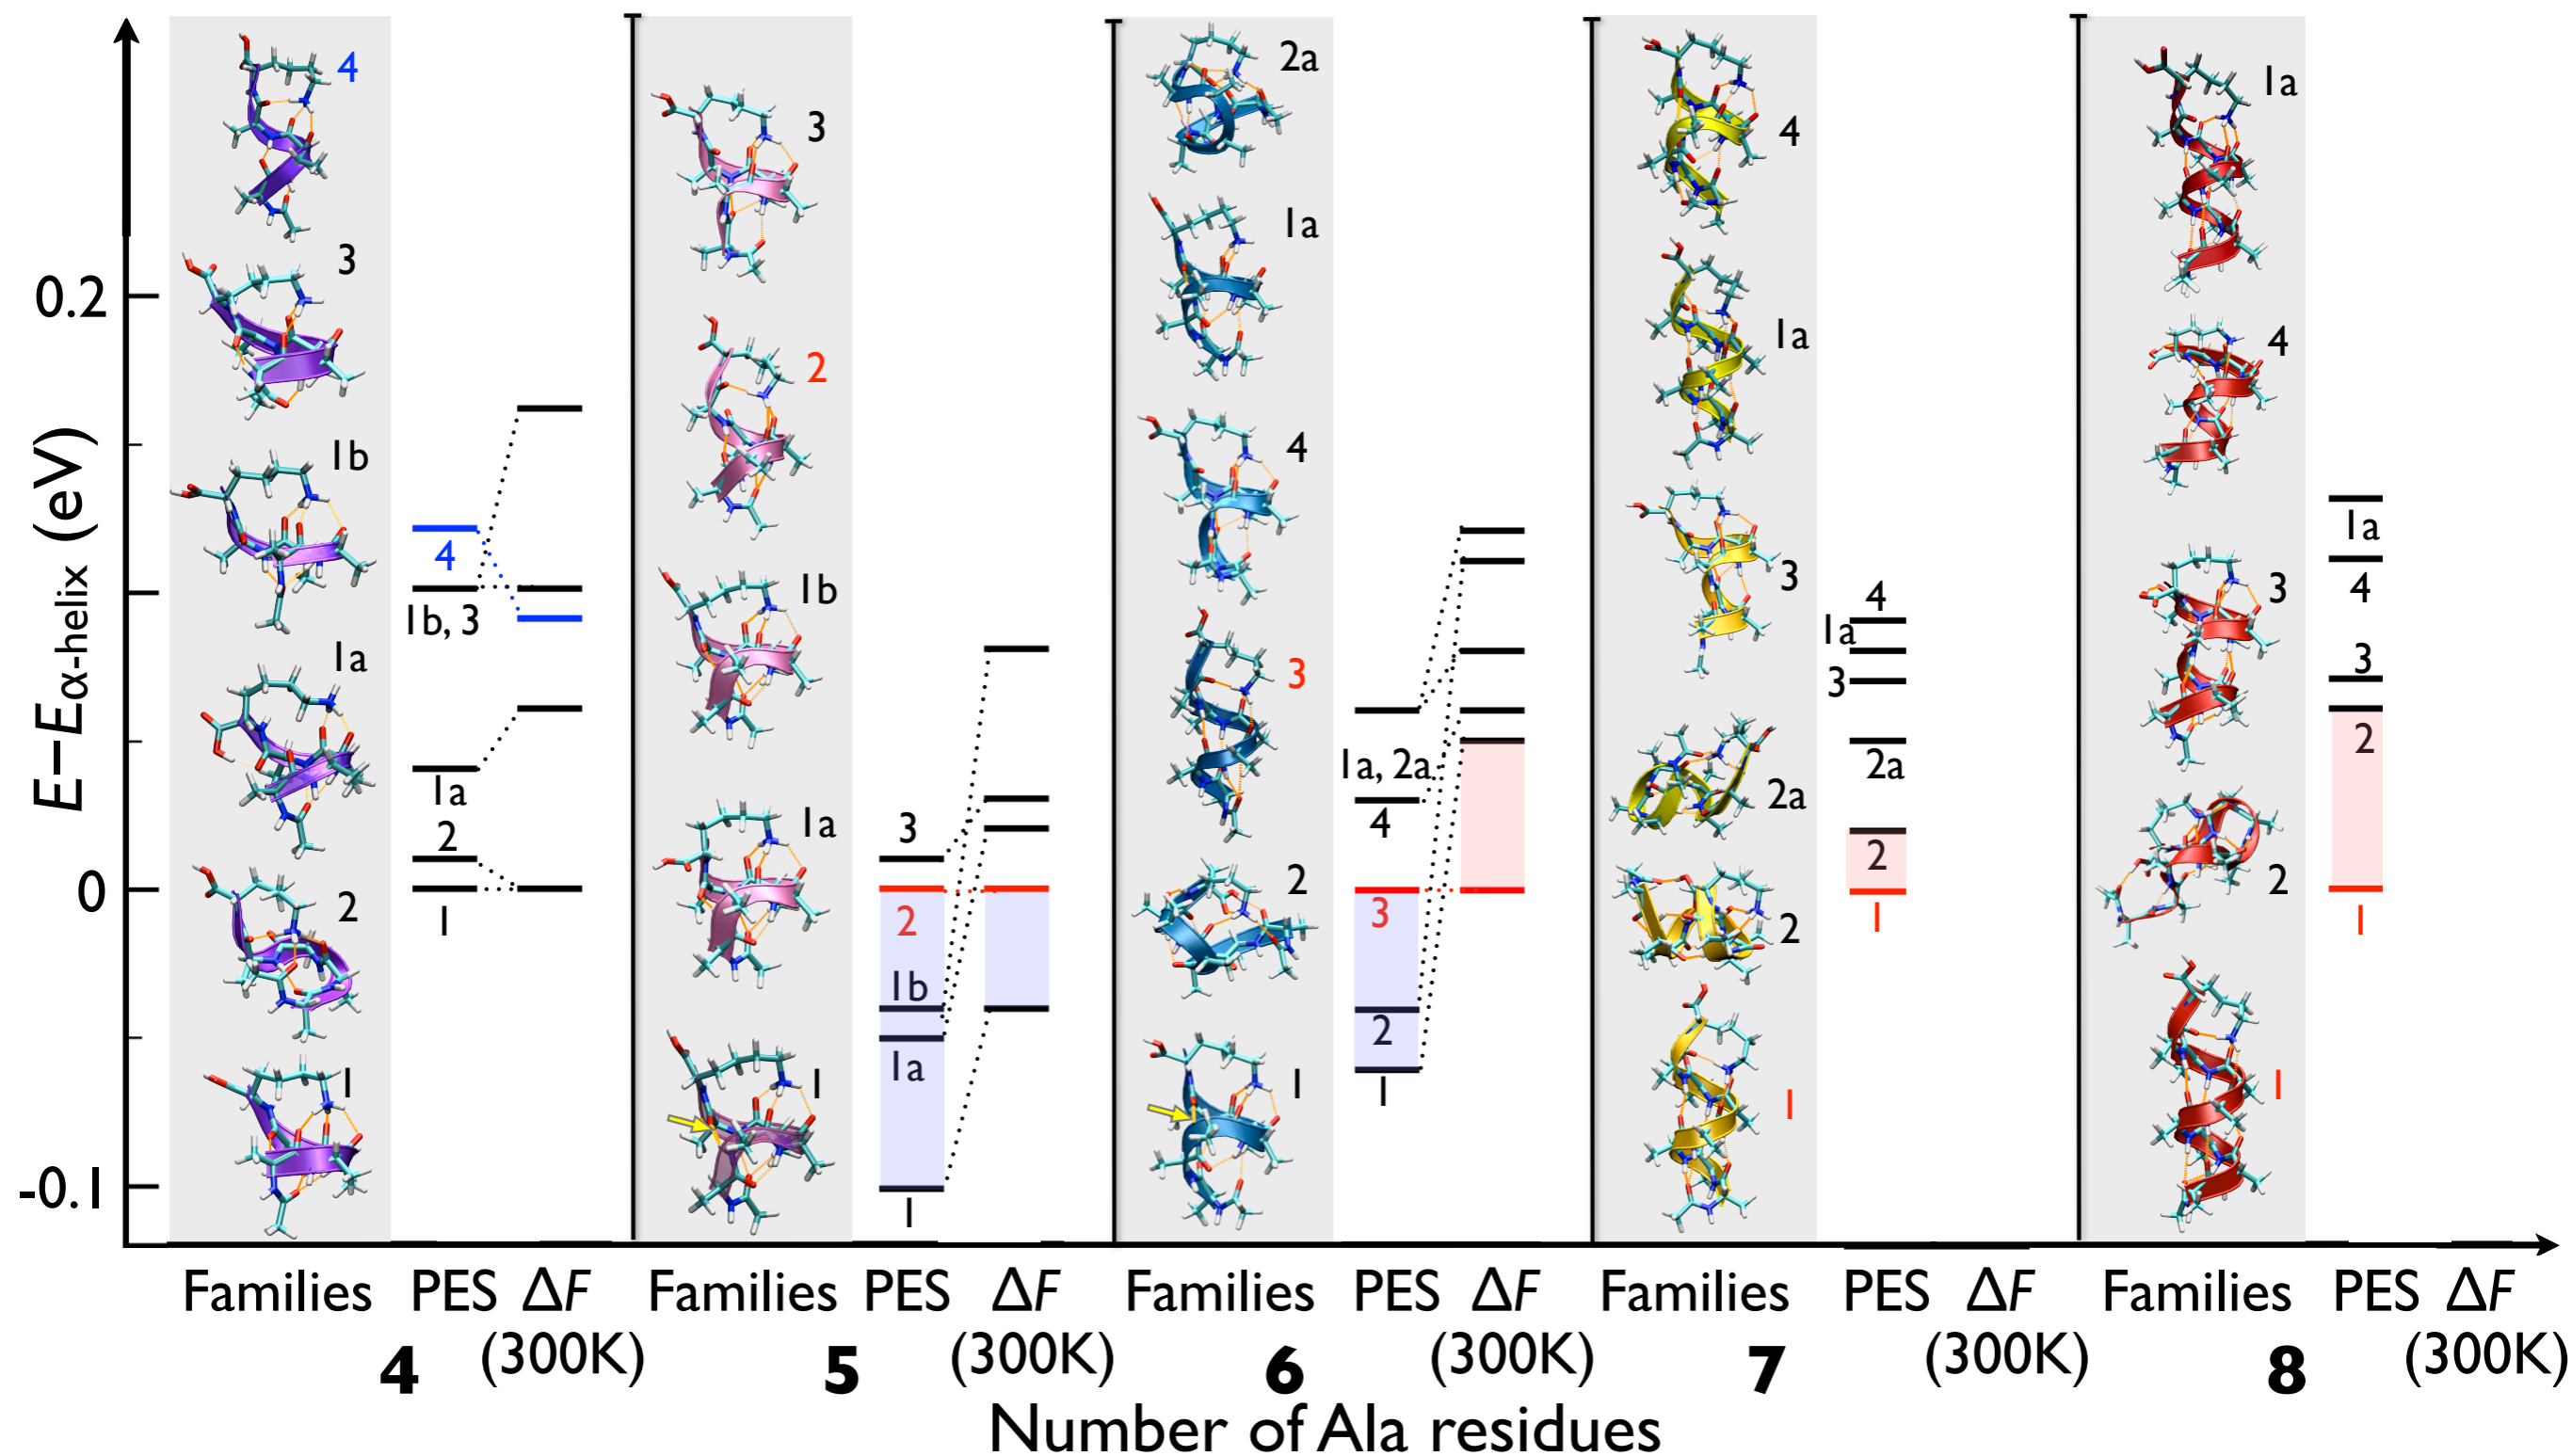 E−Eα-helix (eV)
0.2
0
-0.1
4
3
1b
1a
2
1
4
1b, 3
1a
2
1
3
2
1b
1a
1
3
2
1b
1a
1
2a
1a
4
3
2
1
1a, 2a
4
3
2
1
4
1a
3
2a
2
1
4
1a
3
2a
2
1
1a
4
3
2
1
1a
4
3
2
1
Families PES ΔF Families PES ΔF Families PES ΔF Families PES ΔF Families PES ΔF
(300K) (300K) (300K) (300K) (300K)
4 5 6 7 8
Number of Ala residues